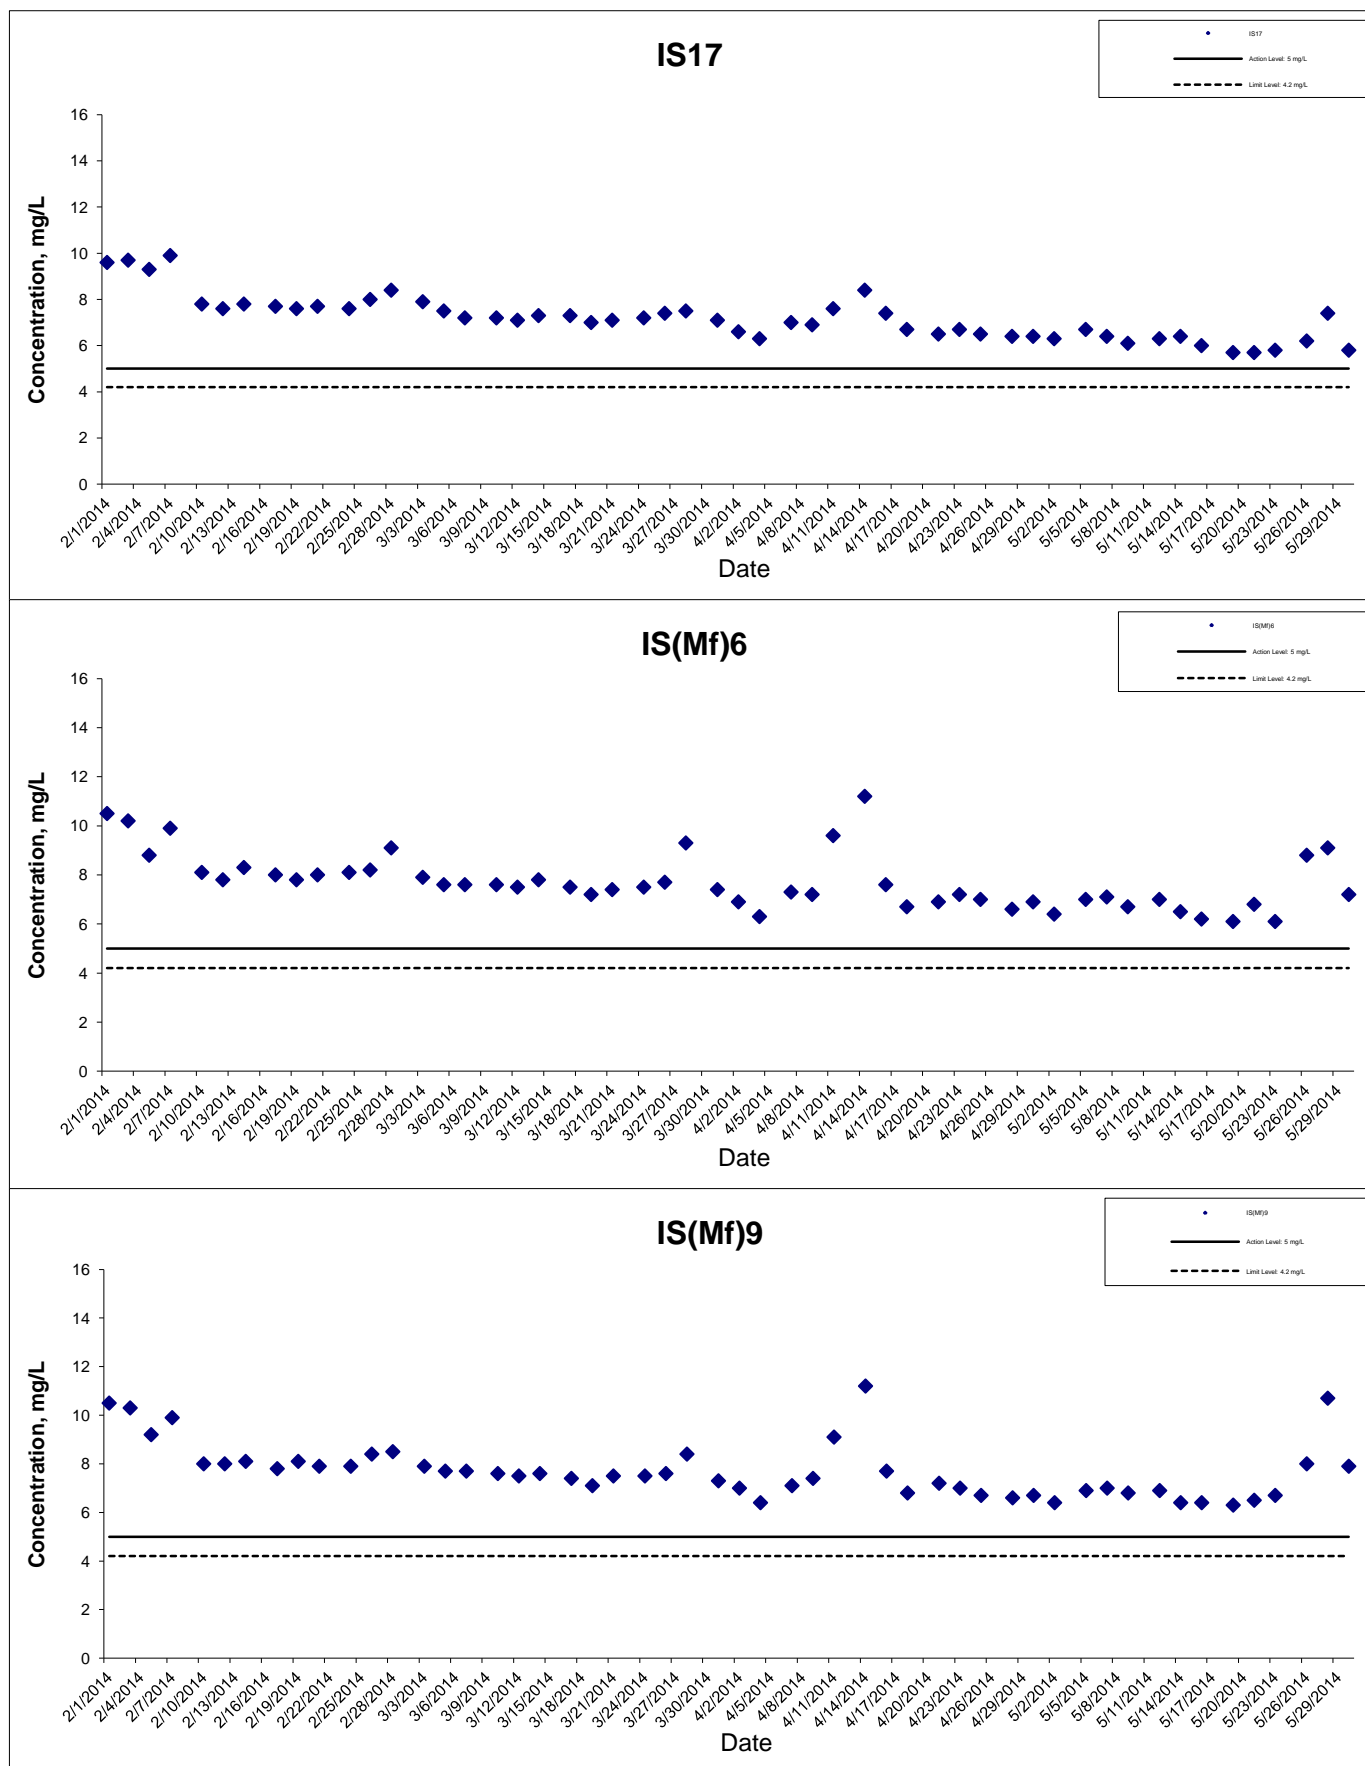 IS17
IS17
Action Level: 5 mg/L
Limit Level: 4.2 mg/L
Concentration, mg/L
16
14
12
10
8
6
4
2
0
2/1/2014 2/4/2014 2/7/2014 2/10/2014 2/13/2014 2/16/2014 2/19/2014 2/22/2014 2/25/2014 2/28/2014 3/3/2014 3/6/2014 3/9/2014 3/12/2014 3/15/2014 3/18/2014 3/21/2014 3/24/2014 3/27/2014 3/30/2014 4/2/2014 4/5/2014 4/8/2014 4/11/2014 4/14/2014 4/17/2014 4/20/2014 4/23/2014 4/26/2014 4/29/2014 5/2/2014 5/5/2014 5/8/2014 5/11/2014 5/14/2014 5/17/2014 5/20/2014 5/23/2014 5/26/2014 5/29/2014
Date
IS(Mf)6
IS(Mf)6
Action Level: 5 mg/L
Limit Level: 4.2 mg/L
Concentration, mg/L
16
14
12
10
8
6
4
2
0
2/1/2014 2/4/2014 2/7/2014 2/10/2014 2/13/2014 2/16/2014 2/19/2014 2/22/2014 2/25/2014 2/28/2014 3/3/2014 3/6/2014 3/9/2014 3/12/2014 3/15/2014 3/18/2014 3/21/2014 3/24/2014 3/27/2014 3/30/2014 4/2/2014 4/5/2014 4/8/2014 4/11/2014 4/14/2014 4/17/2014 4/20/2014 4/23/2014 4/26/2014 4/29/2014 5/2/2014 5/5/2014 5/8/2014 5/11/2014 5/14/2014 5/17/2014 5/20/2014 5/23/2014 5/26/2014 5/29/2014
Date
IS(Mf)9
IS(Mf)9
Action Level: 5 mg/L
Limit Level: 4.2 mg/L
Concentration, mg/L
16
14
12
10
8
6
4
2
0
2/1/2014 2/4/2014 2/7/2014 2/10/2014 2/13/2014 2/16/2014 2/19/2014 2/22/2014 2/25/2014 2/28/2014 3/3/2014 3/6/2014 3/9/2014 3/12/2014 3/15/2014 3/18/2014 3/21/2014 3/24/2014 3/27/2014 3/30/2014 4/2/2014 4/5/2014 4/8/2014 4/11/2014 4/14/2014 4/17/2014 4/20/2014 4/23/2014 4/26/2014 4/29/2014 5/2/2014 5/5/2014 5/8/2014 5/11/2014 5/14/2014 5/17/2014 5/20/2014 5/23/2014 5/26/2014 5/29/2014
Date